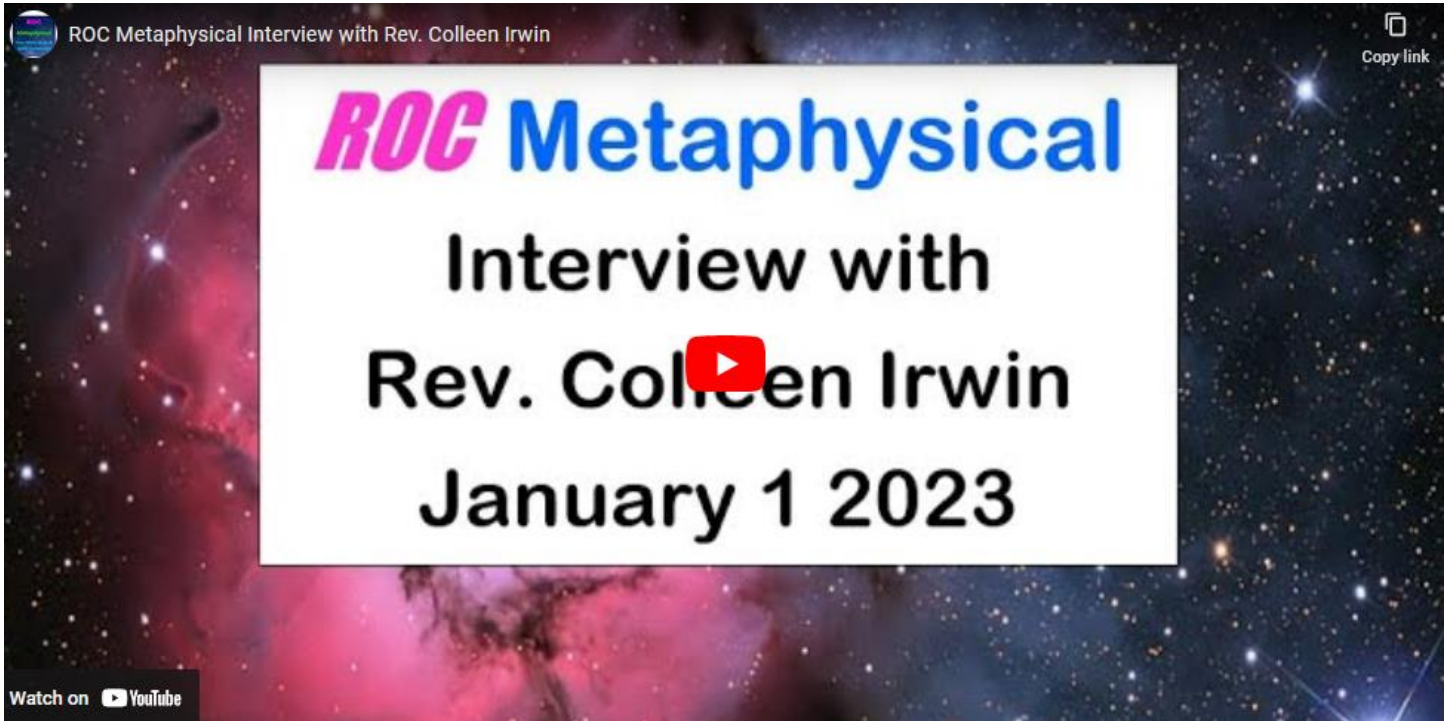 ROC Metaphysical Interview with Rev. Colleen Irwin
Copy link
ROC Metaphysical
Interview with
Rev. Colleen Irwin
January 1 2023
Watch on YouTube